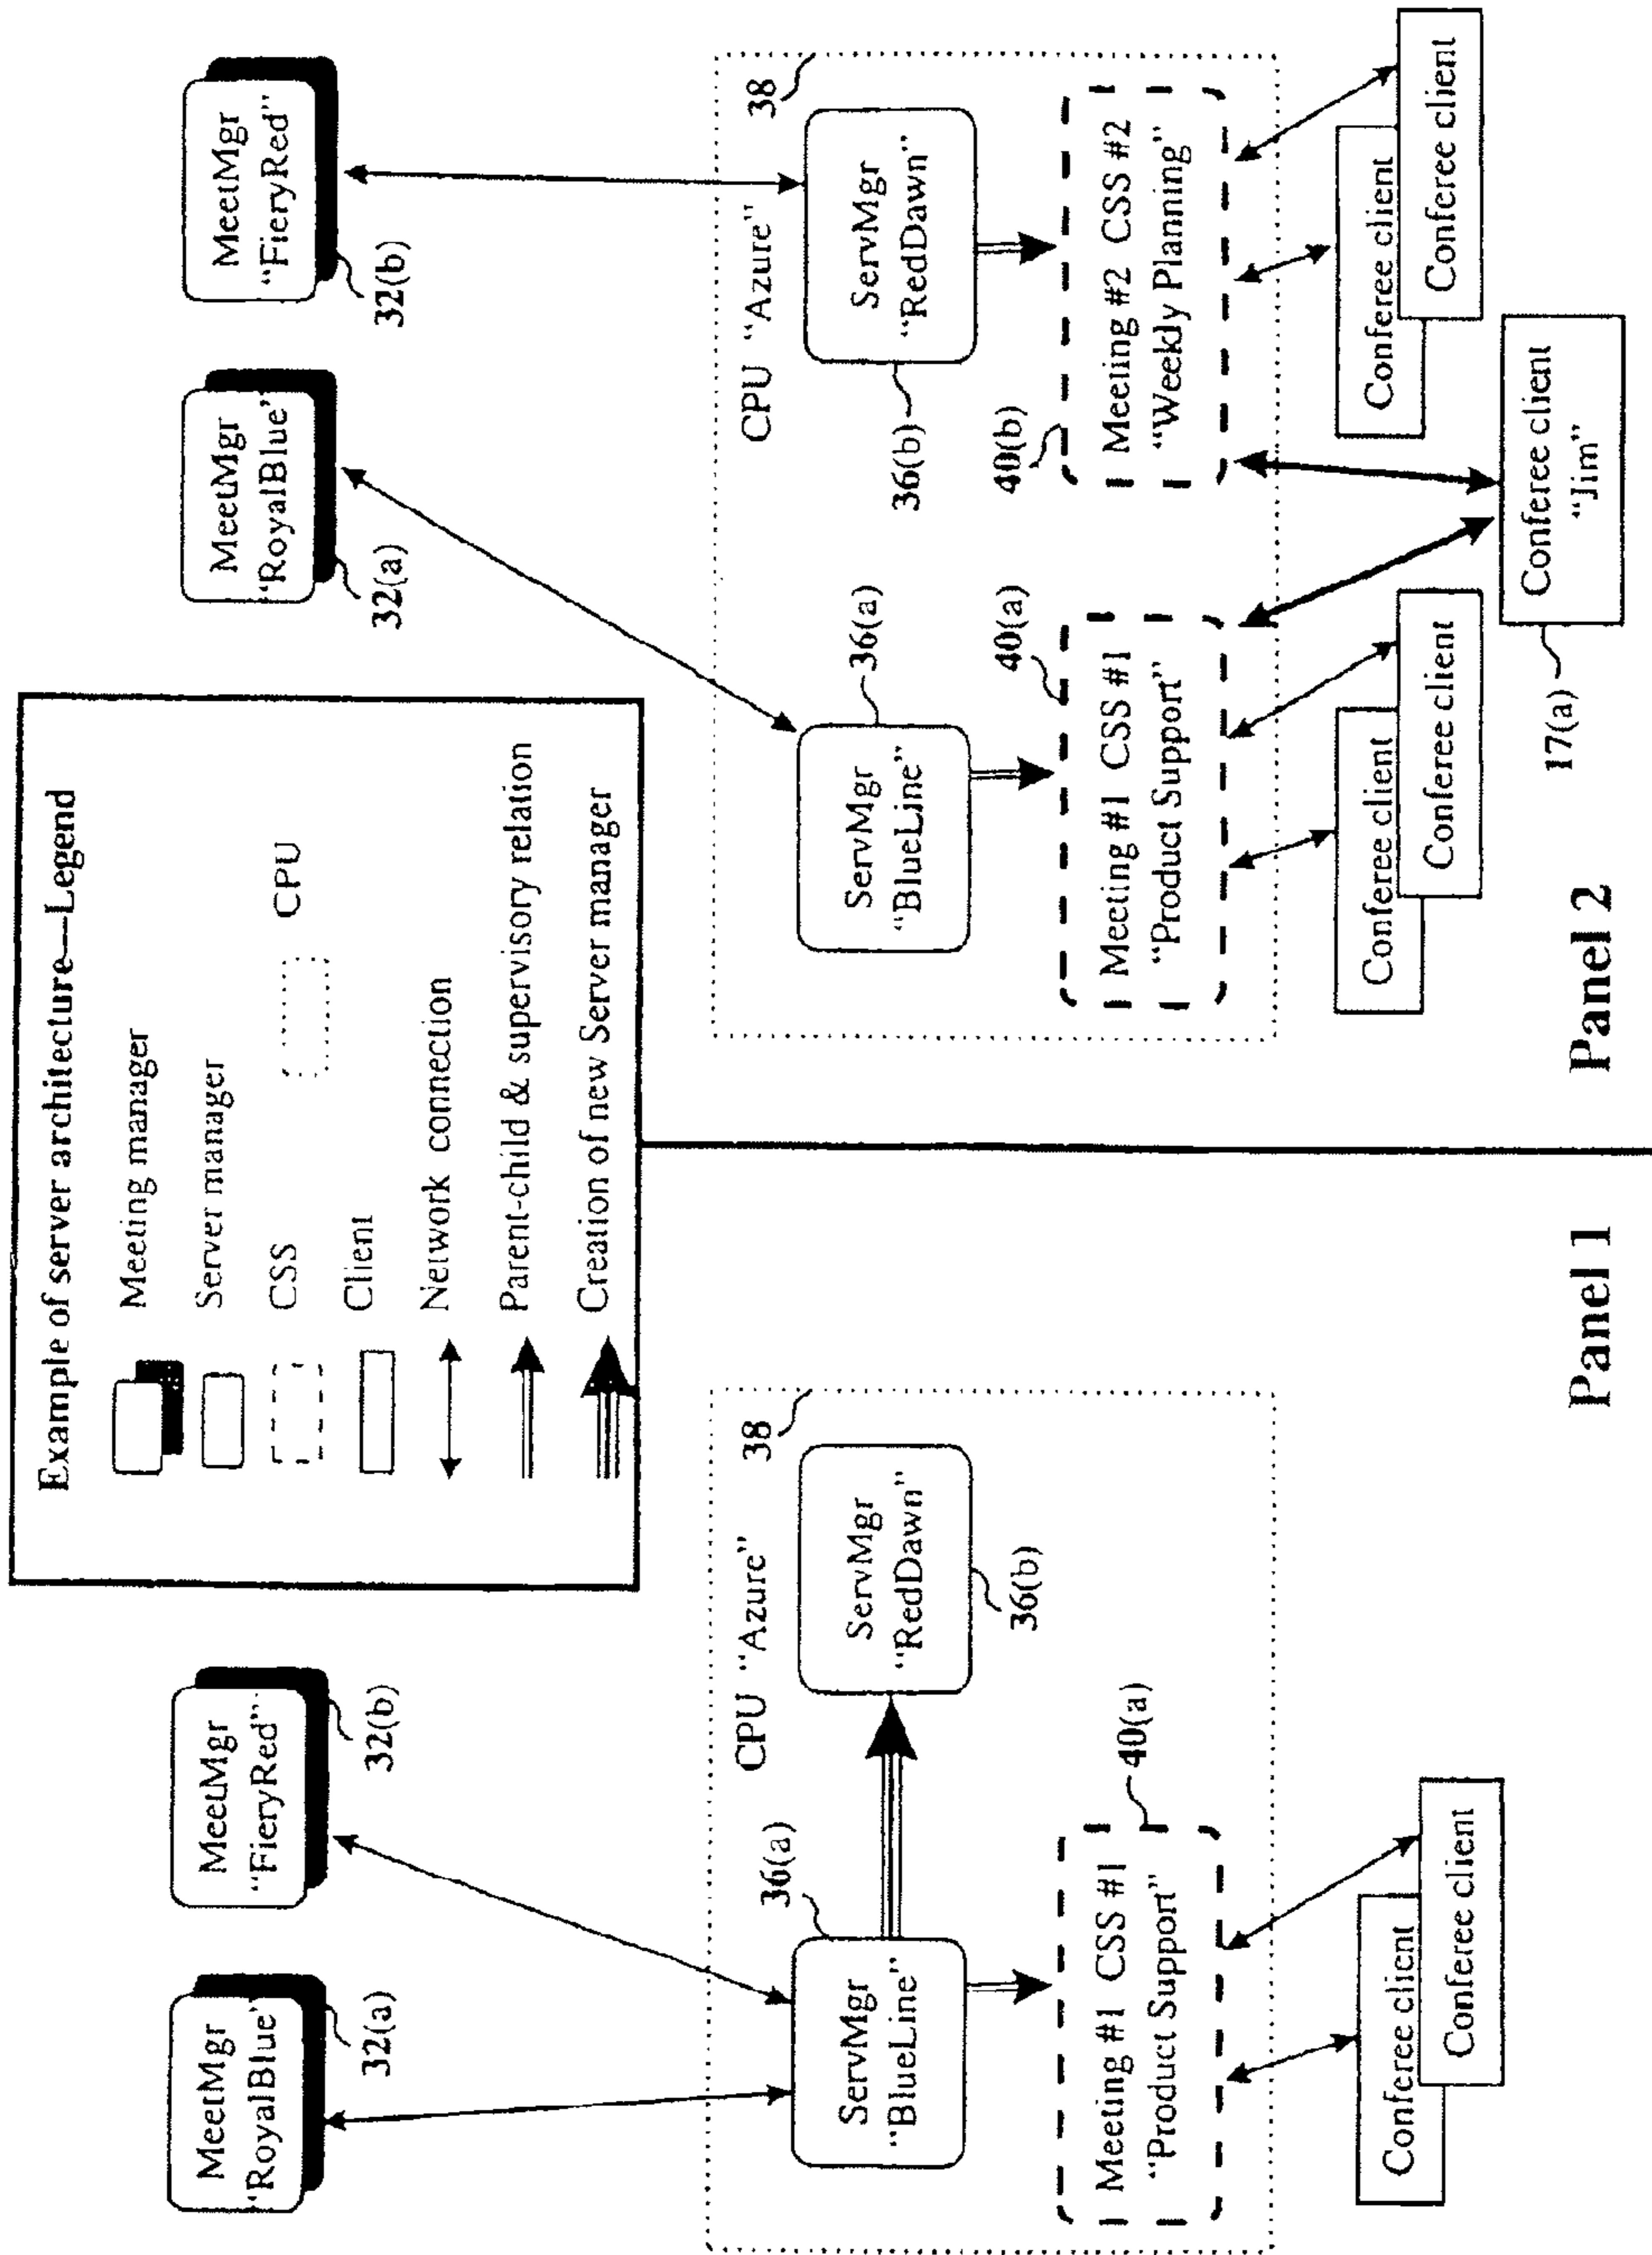 Example of server architecture—Legend
Meeting manager
Server manager
CSS
CPU
Client
Network connection
Parent-child & supervisory relation
Creation of new Server manager
MeetMgr
"RoyalBlue"
32(a)
MeetMgr
"FieryRed"
32(b)
CPU "Azure"
38
36(a)
ServMgr
"BlueLine"
ServMgr
"RedDawn"
36(b)
Meeting #1 CSS #1
"Product Support"
40(a)
Conferee client
Conferee client
Panel 1
MeetMgr
"RoyalBlue"
32(a)
MeetMgr
"FieryRed"
32(b)
CPU "Azure"
38
ServMgr
"BlueLine"
36(a)
ServMgr
"RedDawn"
36(b)
40(a)
Meeting #1 CSS #1
"Product Support"
40(b)
Meeting #2 CSS #2
"Weekly Planning"
Conferee client
Conferee client
Conferee client
Conferee client
Conferee client
"Jim"
17(a)
Panel 2